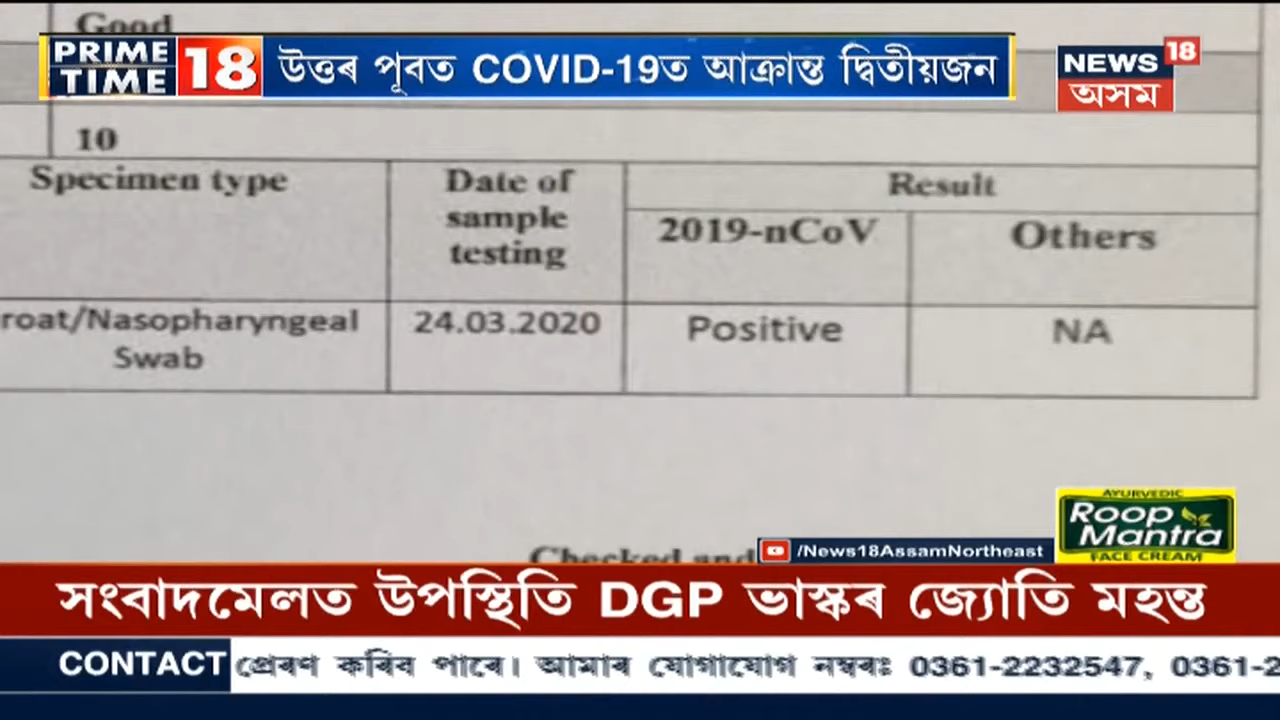 Good
PRIME TIME 18
উত্তৰ পূবত COVID-19ত আক্ৰান্ত দ্বিতীয়জন
NEWS 18
অসম
10
Specimen type
Date of sample testing
Result
2019-nCoV
Others
roat/Nasopharyngeal Swab
24.03.2020
Positive
NA
Checked and
/News18AssamNortheast
AYURVEDIC
Roop Mantra
FACE CREAM
সংবাদমেলত উপস্থিতি DGP ভাস্কৰ জ্যোতি মহন্ত
CONTACT প্ৰেৰণ কৰিব পাৰে। আমাৰ যোগাযোগ নম্বৰঃ 0361-2232547, 0361-2